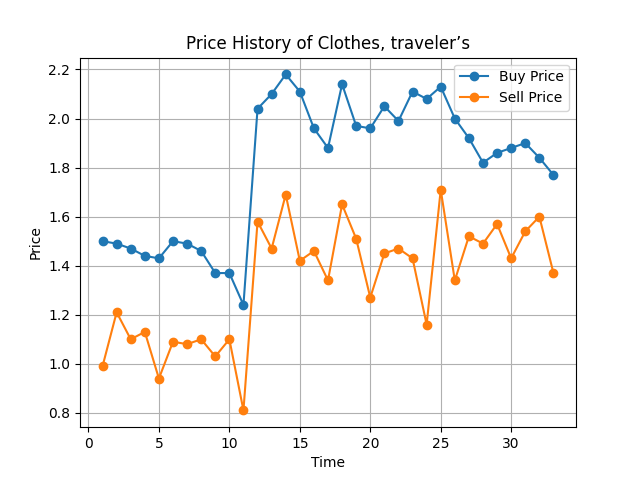 Price History of Clothes, traveler’s
Buy Price
Sell Price
Price
2.2
2.0
1.8
1.6
1.4
1.2
1.0
0.8
0 5 10 15 20 25 30
Time